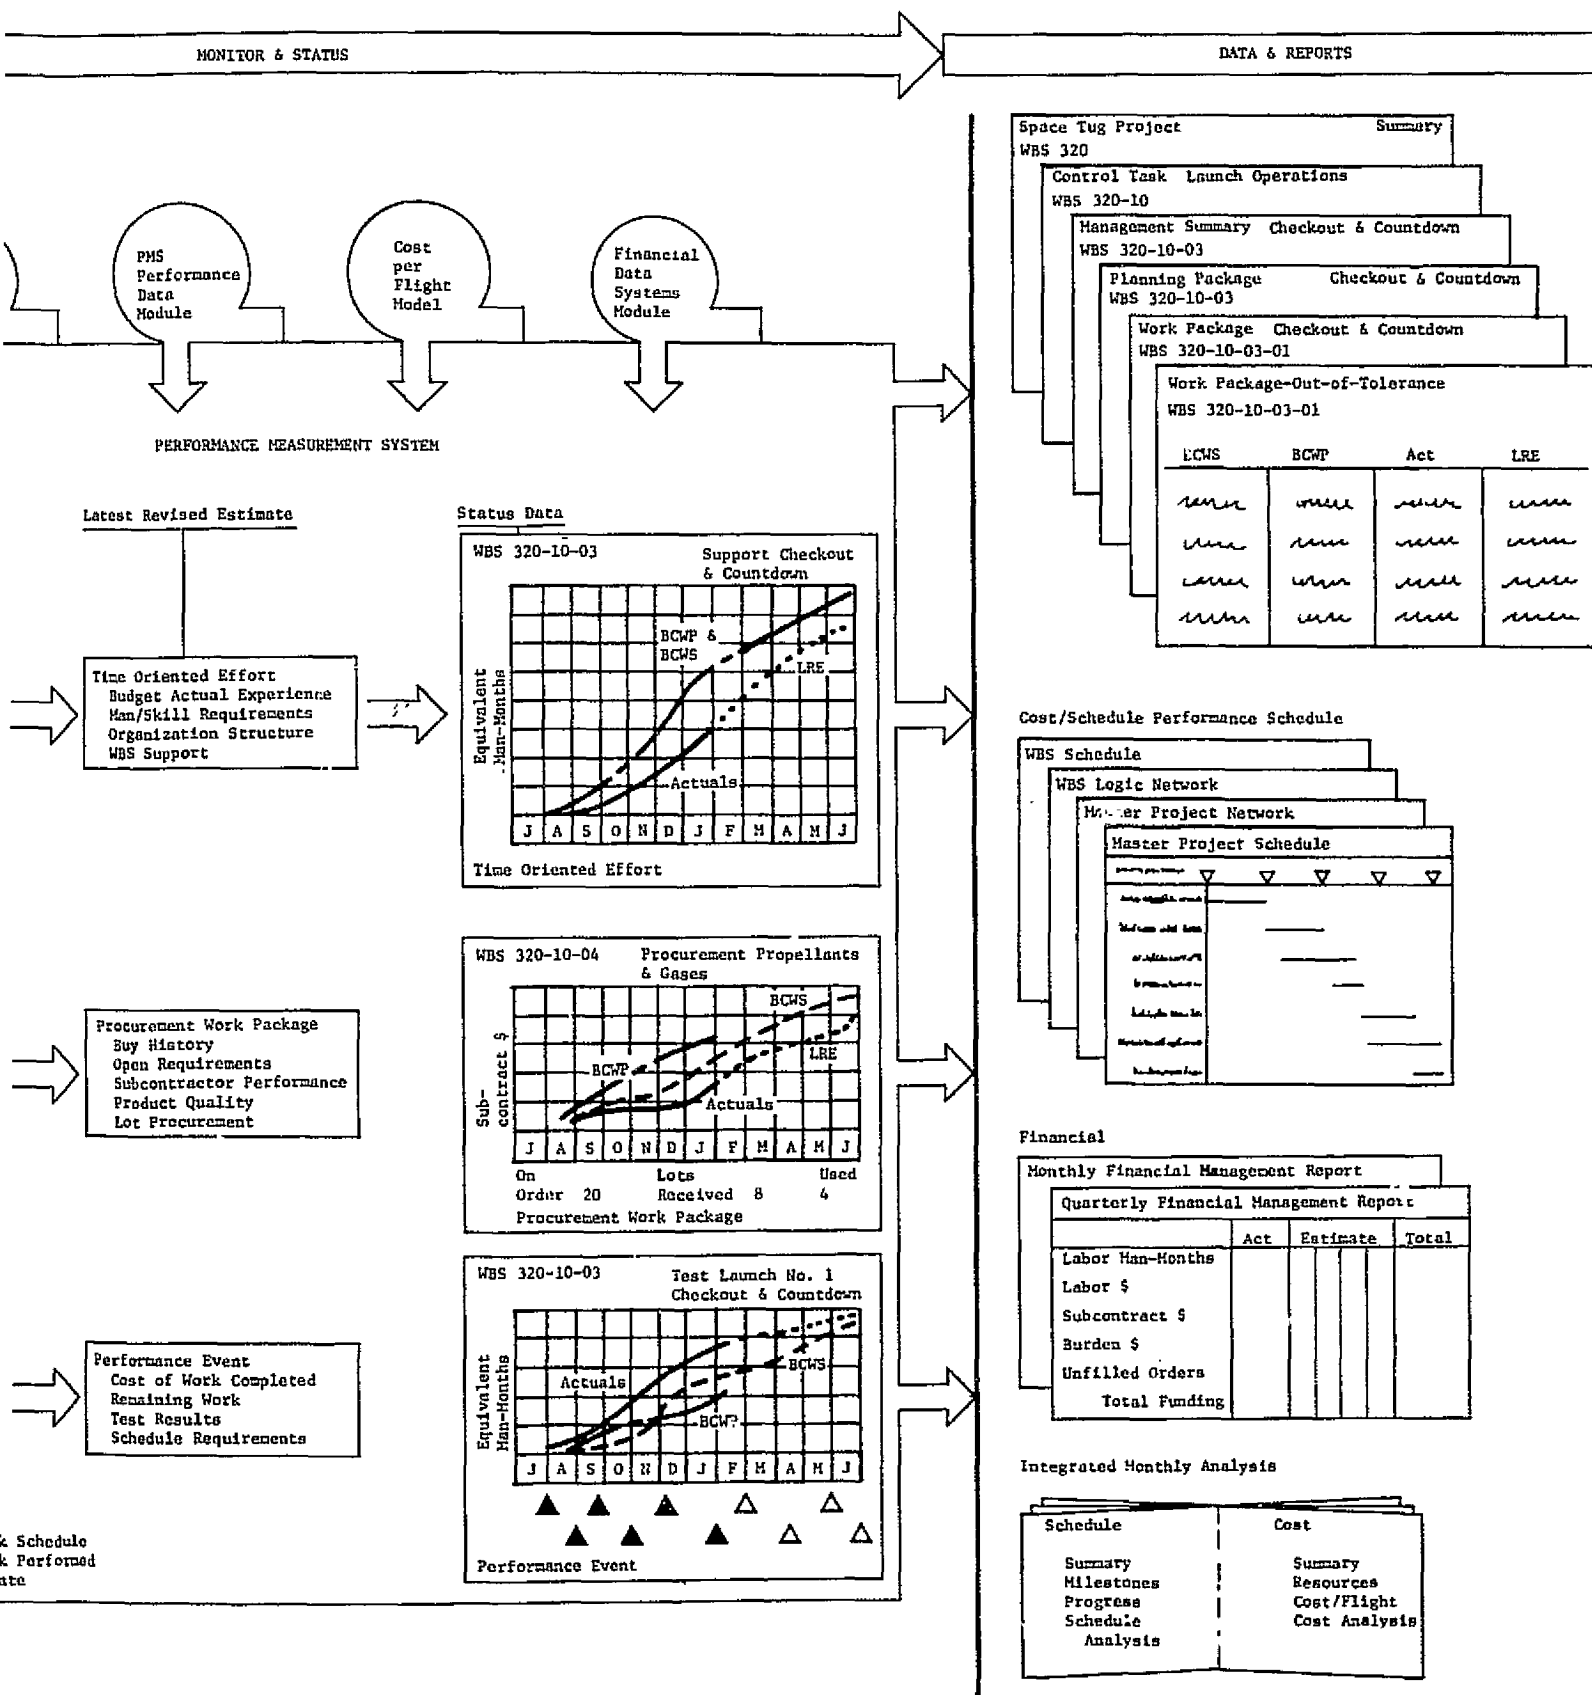 MONITOR & STATUS
DATA & REPORTS
PMS
Performance
Data
Module
Cost
per
Flight
Model
Financial
Data
Systems
Module
PERFORMANCE MEASUREMENT SYSTEM
Latest Revised Estimate
Time Oriented Effort
Budget Actual Experience
Man/Skill Requirements
Organization Structure
WBS Support
Status Data
WBS 320-10-03
Support Checkout
& Countdown
Equivalent
Man-Months
BCWP &
BCWS
LRE
Actuals
J A S O N D J F M A M J
Time Oriented Effort
Procurement Work Package
Buy History
Open Requirements
Subcontractor Performance
Product Quality
Lot Procurement
WBS 320-10-04
Procurement Propellants
& Gases
Sub-
contract $
BCWS
BCWP
LRE
Actuals
J A S O N D J F M A M J
On Lots Used
Order 20 Received 8 4
Procurement Work Package
Performance Event
Cost of Work Completed
Remaining Work
Test Results
Schedule Requirements
WBS 320-10-03
Test Launch No. 1
Checkout & Countdown
Equivalent
Man-Months
Actuals
BCWS
BCWP
J A S O N D J F M A M J
Performance Event
& Schedule
k Performed
ate
Space Tug Project Summary
WBS 320
Control Task Launch Operations
WBS 320-10
Management Summary Checkout & Countdown
WBS 320-10-03
Planning Package Checkout & Countdown
WBS 320-10-03
Work Package Checkout & Countdown
WBS 320-10-03-01
Work Package-Out-of-Tolerance
WBS 320-10-03-01
BCWS BCWP Act LRE
Cost/Schedule Performance Schedule
WBS Schedule
WBS Logic Network
Master Project Network
Master Project Schedule
Financial
Monthly Financial Management Report
Quarterly Financial Management Report
Act Estimate Total
Labor Man-Months
Labor $
Subcontract $
Burden $
Unfilled Orders
Total Funding
Integrated Monthly Analysis
Schedule
Summary
Milestones
Progress
Schedule
Analysis
Cost
Summary
Resources
Cost/Flight
Cost Analysis